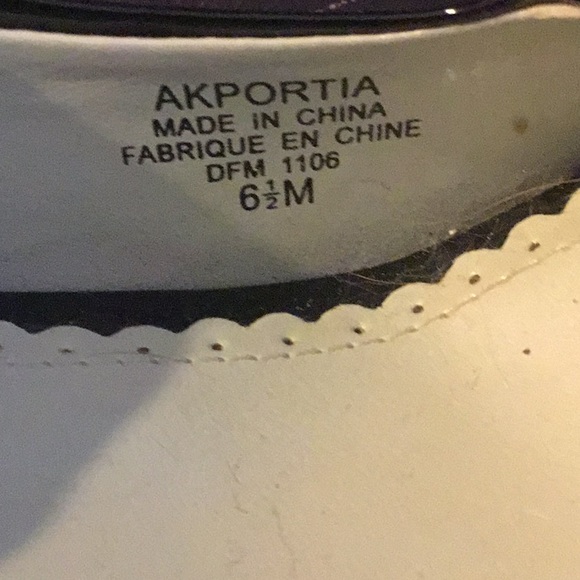 AKPORTIA
MADE IN CHINA
FABRIQUE EN CHINE
DFM 1106
6½M